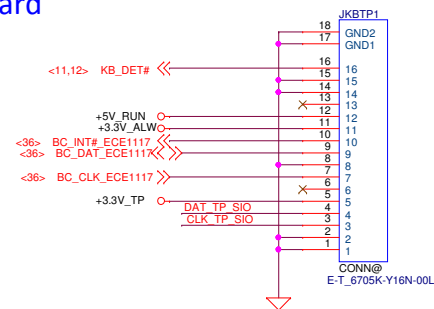 ard
JKBTP1
18 GND2
17 GND1
<11,12> KB_DET# 16 16
15 15
14 14
13 13
+5V_RUN 12 12
+3.3V_ALW 11 11
<36> BC_INT#_ECE1117 10 10
<36> BC_DAT_ECE1117 9 9
8 8
<36> BC_CLK_ECE1117 7 7
6 6
+3.3V_TP 5 5
DAT_TP_SIO 4 4
CLK_TP_SIO 3 3
2 2
1 1
CONN@
E-T_6705K-Y16N-00L